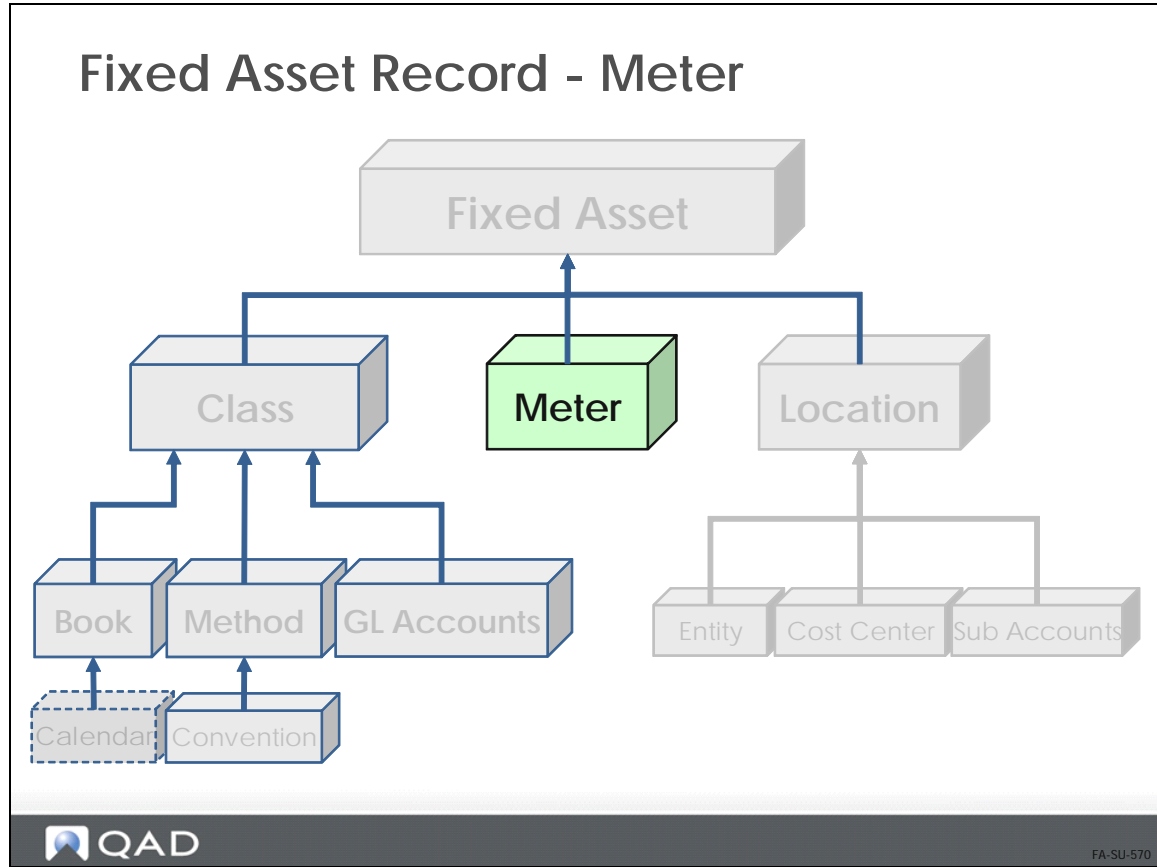 Fixed Asset Record - Meter
Fixed Asset
Class
Meter
Location
Book
Method
GL Accounts
Entity
Cost Center
Sub Accounts
Calendar
Convention
QAD
FA-SU-570